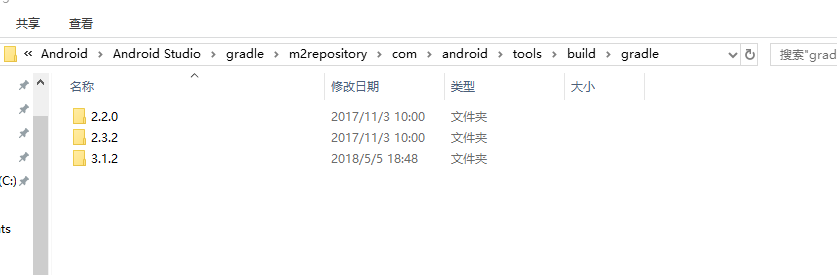 共享 查看
« Android › Android Studio › gradle › m2repository › com › android › tools › build › gradle 搜索"grad
名称 修改日期 类型 大小
2.2.0 2017/11/3 10:00 文件夹
2.3.2 2017/11/3 10:00 文件夹
3.1.2 2018/5/5 18:48 文件夹
(C:)